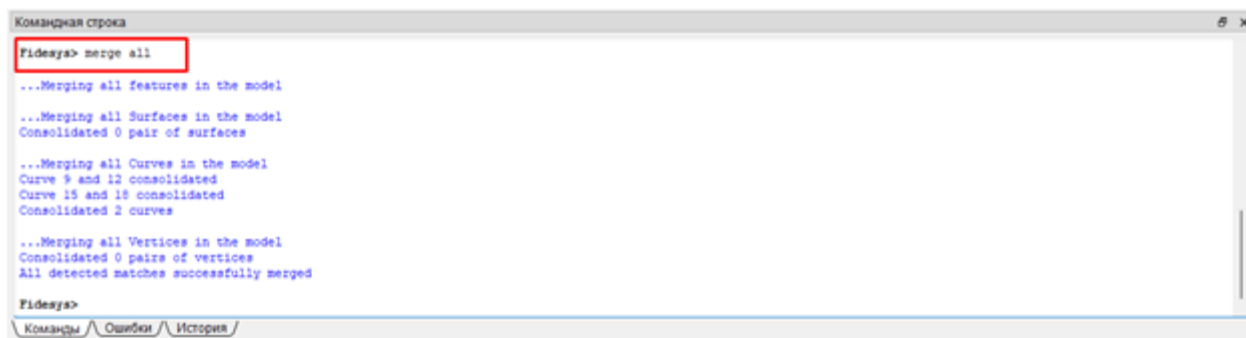 Командная строка
Fidesys> merge all
...Merging all features in the model
...Merging all Surfaces in the model
Consolidated 0 pair of surfaces
...Merging all Curves in the model
Curve 9 and 12 consolidated
Curve 15 and 18 consolidated
Consolidated 2 curves
...Merging all Vertices in the model
Consolidated 0 pairs of vertices
All detected matches successfully merged
Fidesys>
Команды Ошибки История